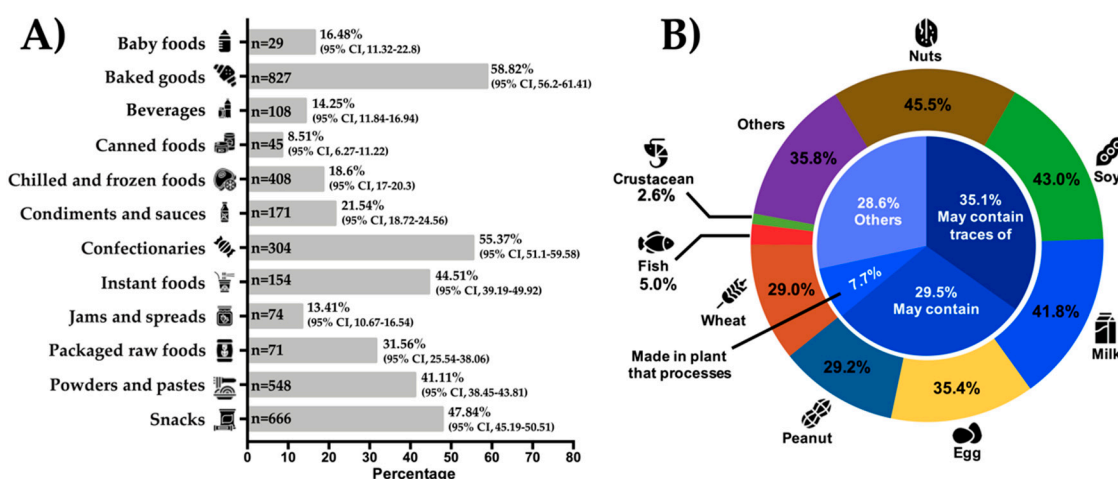 A)
Baby foods
n=29
16.48%
(95% CI, 11.32-22.8)
Baked goods
n=827
58.82%
(95% CI, 56.2-61.41)
Beverages
n=108
14.25%
(95% CI, 11.84-16.94)
Canned foods
n=45
8.51%
(95% CI, 6.27-11.22)
Chilled and frozen foods
n=408
18.6%
(95% CI, 17-20.3)
Condiments and sauces
n=171
21.54%
(95% CI, 18.72-24.56)
Confectionaries
n=304
55.37%
(95% CI, 51.1-59.58)
Instant foods
n=154
44.51%
(95% CI, 39.19-49.92)
Jams and spreads
n=74
13.41%
(95% CI, 10.67-16.54)
Packaged raw foods
n=71
31.56%
(95% CI, 25.54-38.06)
Powders and pastes
n=548
41.11%
(95% CI, 38.45-43.81)
Snacks
n=666
47.84%
(95% CI, 45.19-50.51)
0 10 20 30 40 50 60 70 80
Percentage
B)
Nuts
45.5%
Soy
43.0%
Milk
41.8%
Egg
35.4%
Peanut
29.2%
Wheat
29.0%
Fish
5.0%
Crustacean
2.6%
Others
35.8%
35.1%
May contain
traces of
29.5%
May contain
7.7%
Made in plant
that processes
28.6%
Others